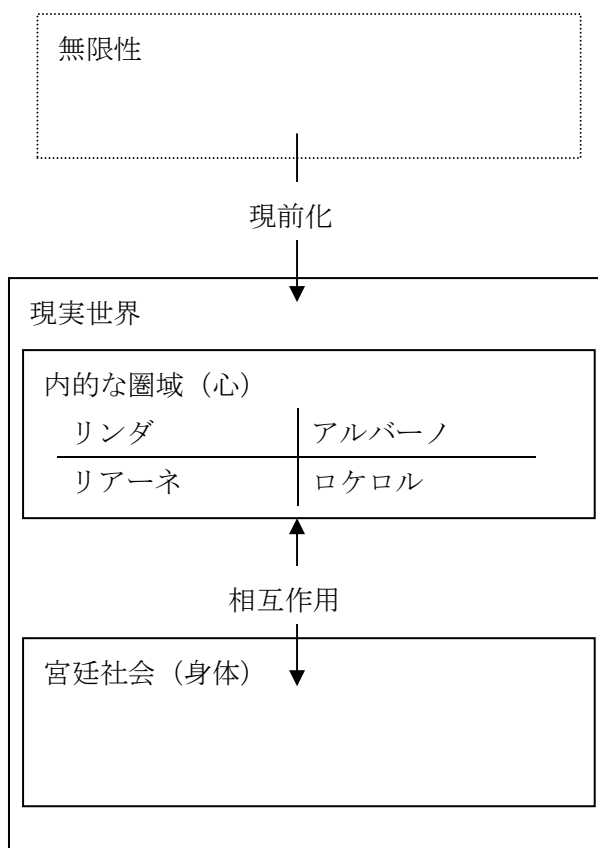 無限性
現前化
現実世界
内的な圏域（心）
リンダ アルバーノ
リアーネ ロケロル
相互作用
宮廷社会（身体）